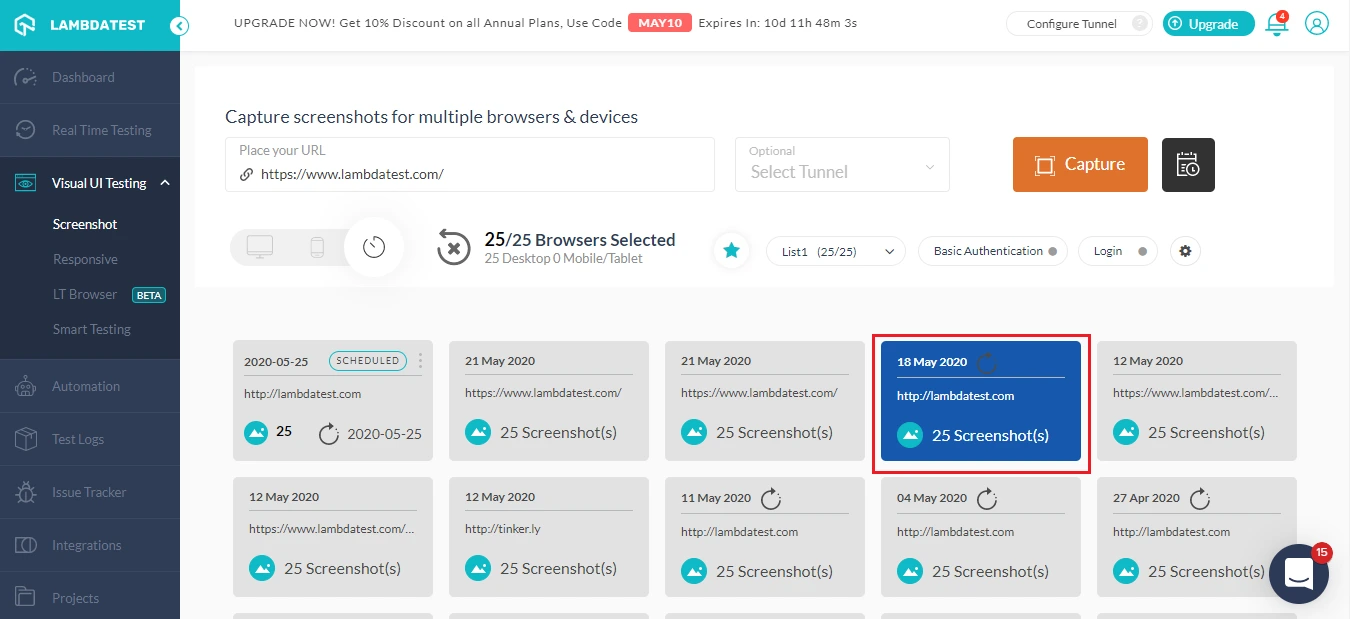 LAMBDATEST
UPGRADE NOW! Get 10% Discount on all Annual Plans, Use Code MAY10 Expires In: 10d 11h 48m 3s
Configure Tunnel ?
Upgrade
4
Dashboard
Real Time Testing
Visual UI Testing
Screenshot
Responsive
LT Browser BETA
Smart Testing
Automation
Test Logs
Issue Tracker
Integrations
Projects
Capture screenshots for multiple browsers & devices
Place your URL
https://www.lambdatest.com/
Optional
Select Tunnel
Capture
25/25 Browsers Selected
25 Desktop 0 Mobile/Tablet
List1 (25/25)
Basic Authentication
Login
2020-05-25 SCHEDULED
http://lambdatest.com
25 2020-05-25
21 May 2020
https://www.lambdatest.com/
25 Screenshot(s)
21 May 2020
https://www.lambdatest.com/
25 Screenshot(s)
18 May 2020
http://lambdatest.com
25 Screenshot(s)
12 May 2020
https://www.lambdatest.com/...
25 Screenshot(s)
12 May 2020
https://www.lambdatest.com/...
25 Screenshot(s)
12 May 2020
http://tinker.ly
25 Screenshot(s)
11 May 2020
http://lambdatest.com
25 Screenshot(s)
04 May 2020
http://lambdatest.com
25 Screenshot(s)
27 Apr 2020
http://lambdatest.com
25 Screenshot(s)
15